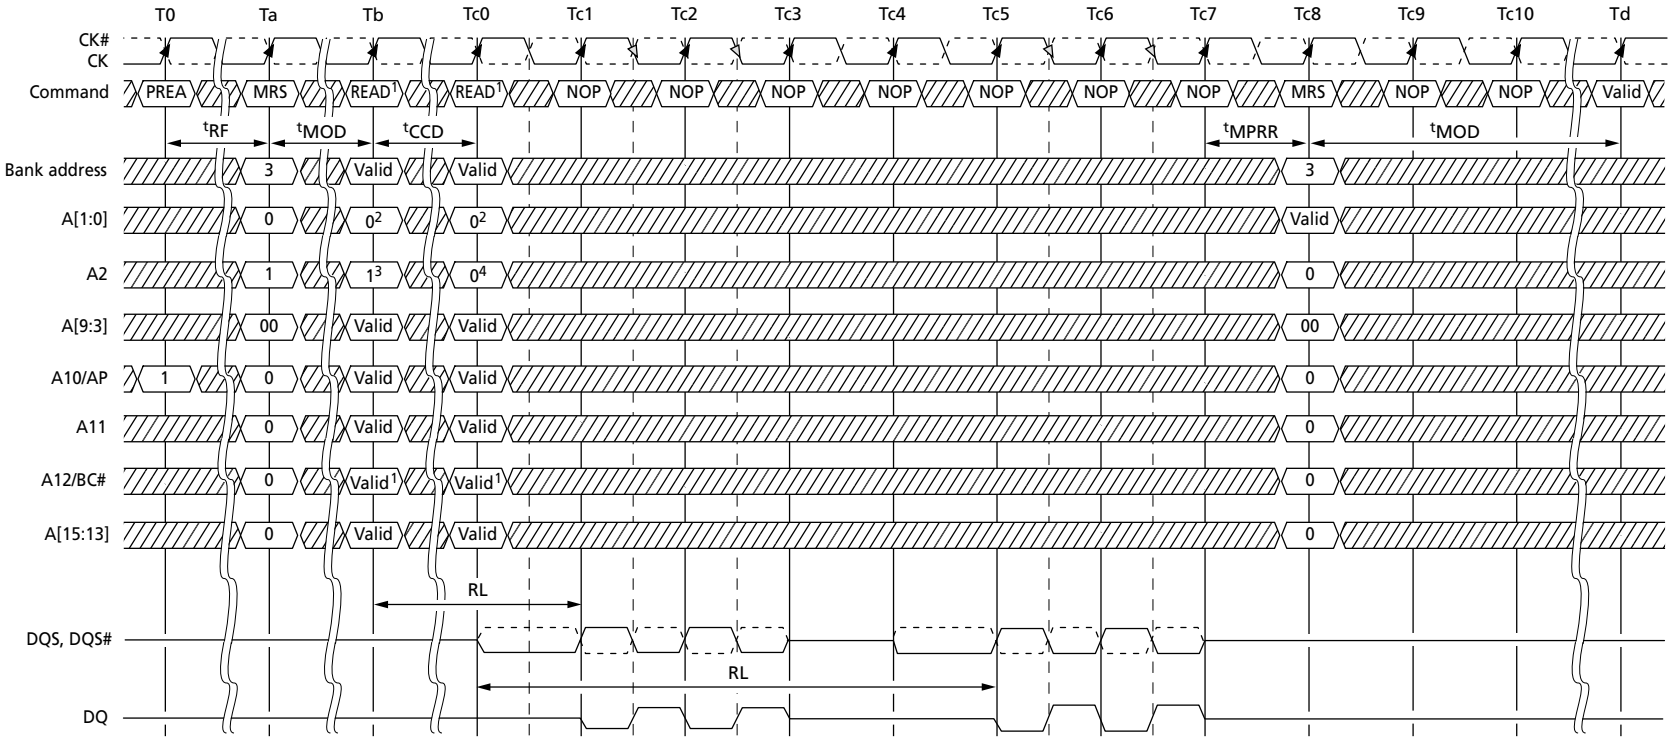 T0 Ta Tb Tc0 Tc1 Tc2 Tc3 Tc4 Tc5 Tc6 Tc7 Tc8 Tc9 Tc10 Td
CK#
CK
Command PREA MRS READ1 READ1 NOP NOP NOP NOP NOP NOP NOP MRS NOP NOP Valid
tRF tMOD tCCD tMPRR tMOD
Bank address 3 Valid Valid 3
A[1:0] 0 02 02 Valid
A2 1 13 04 0
A[9:3] 00 Valid Valid 00
A10/AP 1 0 Valid Valid 0
A11 0 Valid Valid 0
A12/BC# 0 Valid1 Valid1 0
A[15:13] 0 Valid Valid 0
RL
DQS, DQS#
RL
DQ